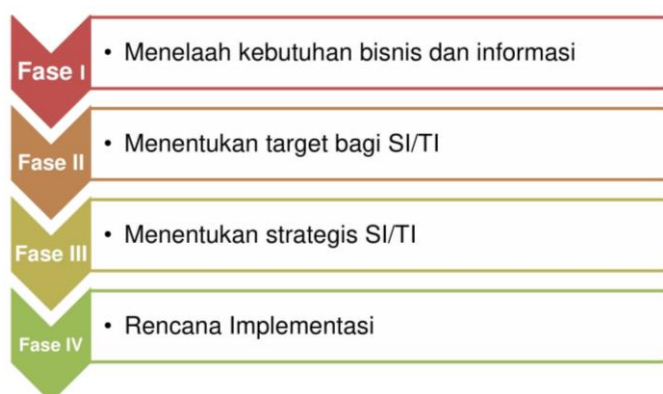 Fase I
• Menelaah kebutuhan bisnis dan informasi
Fase II
• Menentukan target bagi SI/TI
Fase III
• Menentukan strategis SI/TI
Fase IV
• Rencana Implementasi